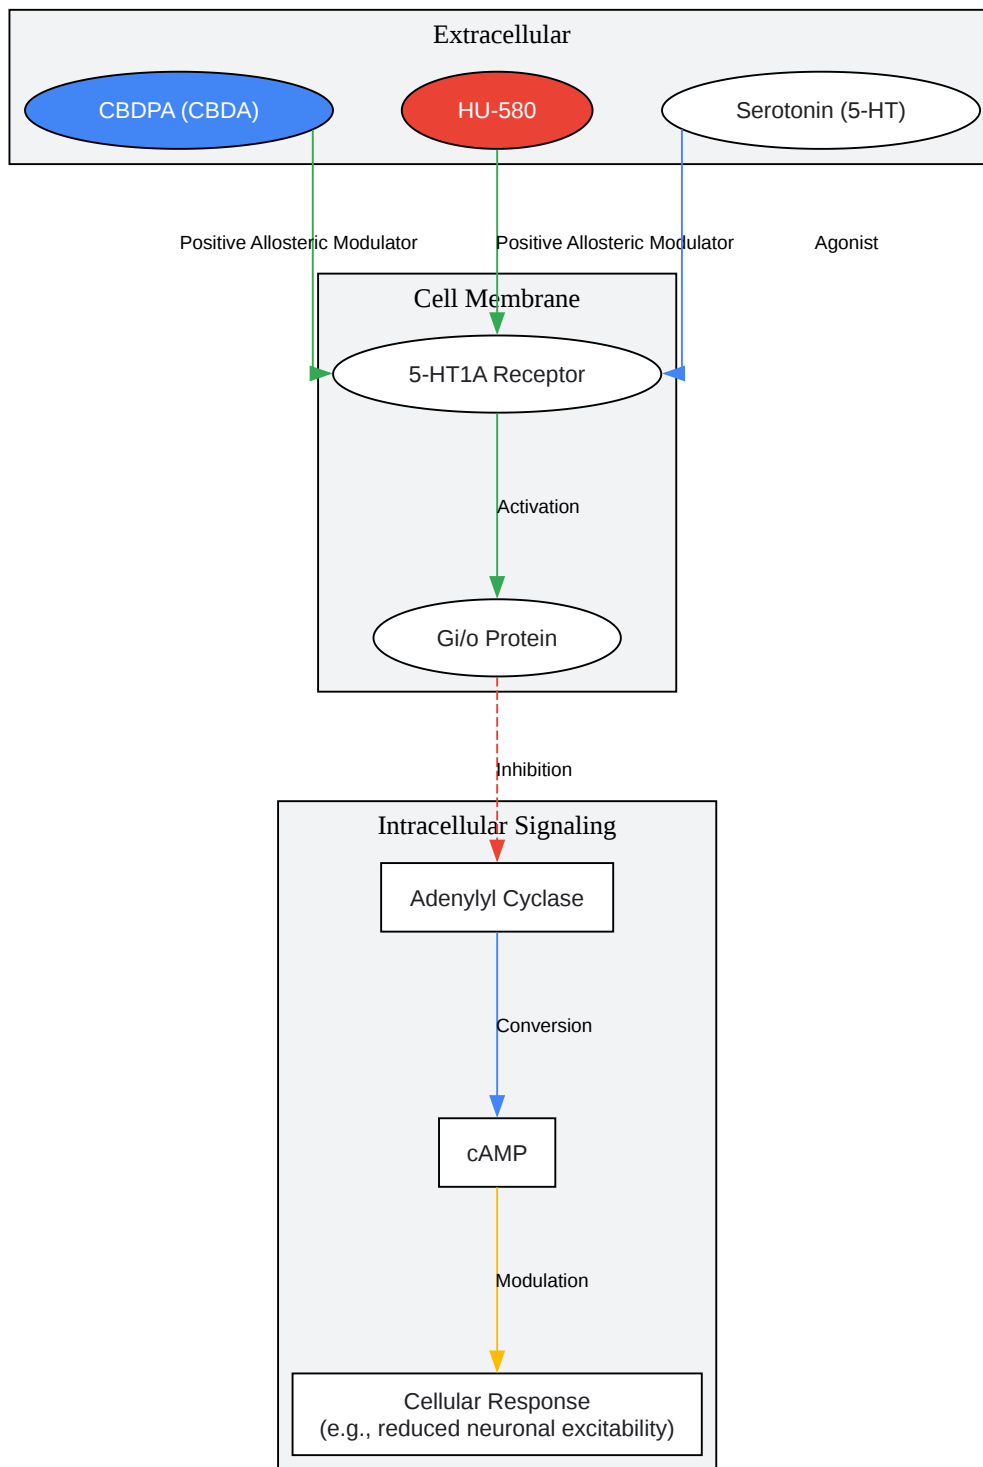 Extracellular
CBDPA (CBDA)
HU-580
Serotonin (5-HT)
Positive Allosteric Modulator
Positive Allosteric Modulator
Agonist
Cell Membrane
5-HT1A Receptor
Activation
Gi/o Protein
Inhibition
Intracellular Signaling
Adenylyl Cyclase
Conversion
cAMP
Modulation
Cellular Response
(e.g., reduced neuronal excitability)